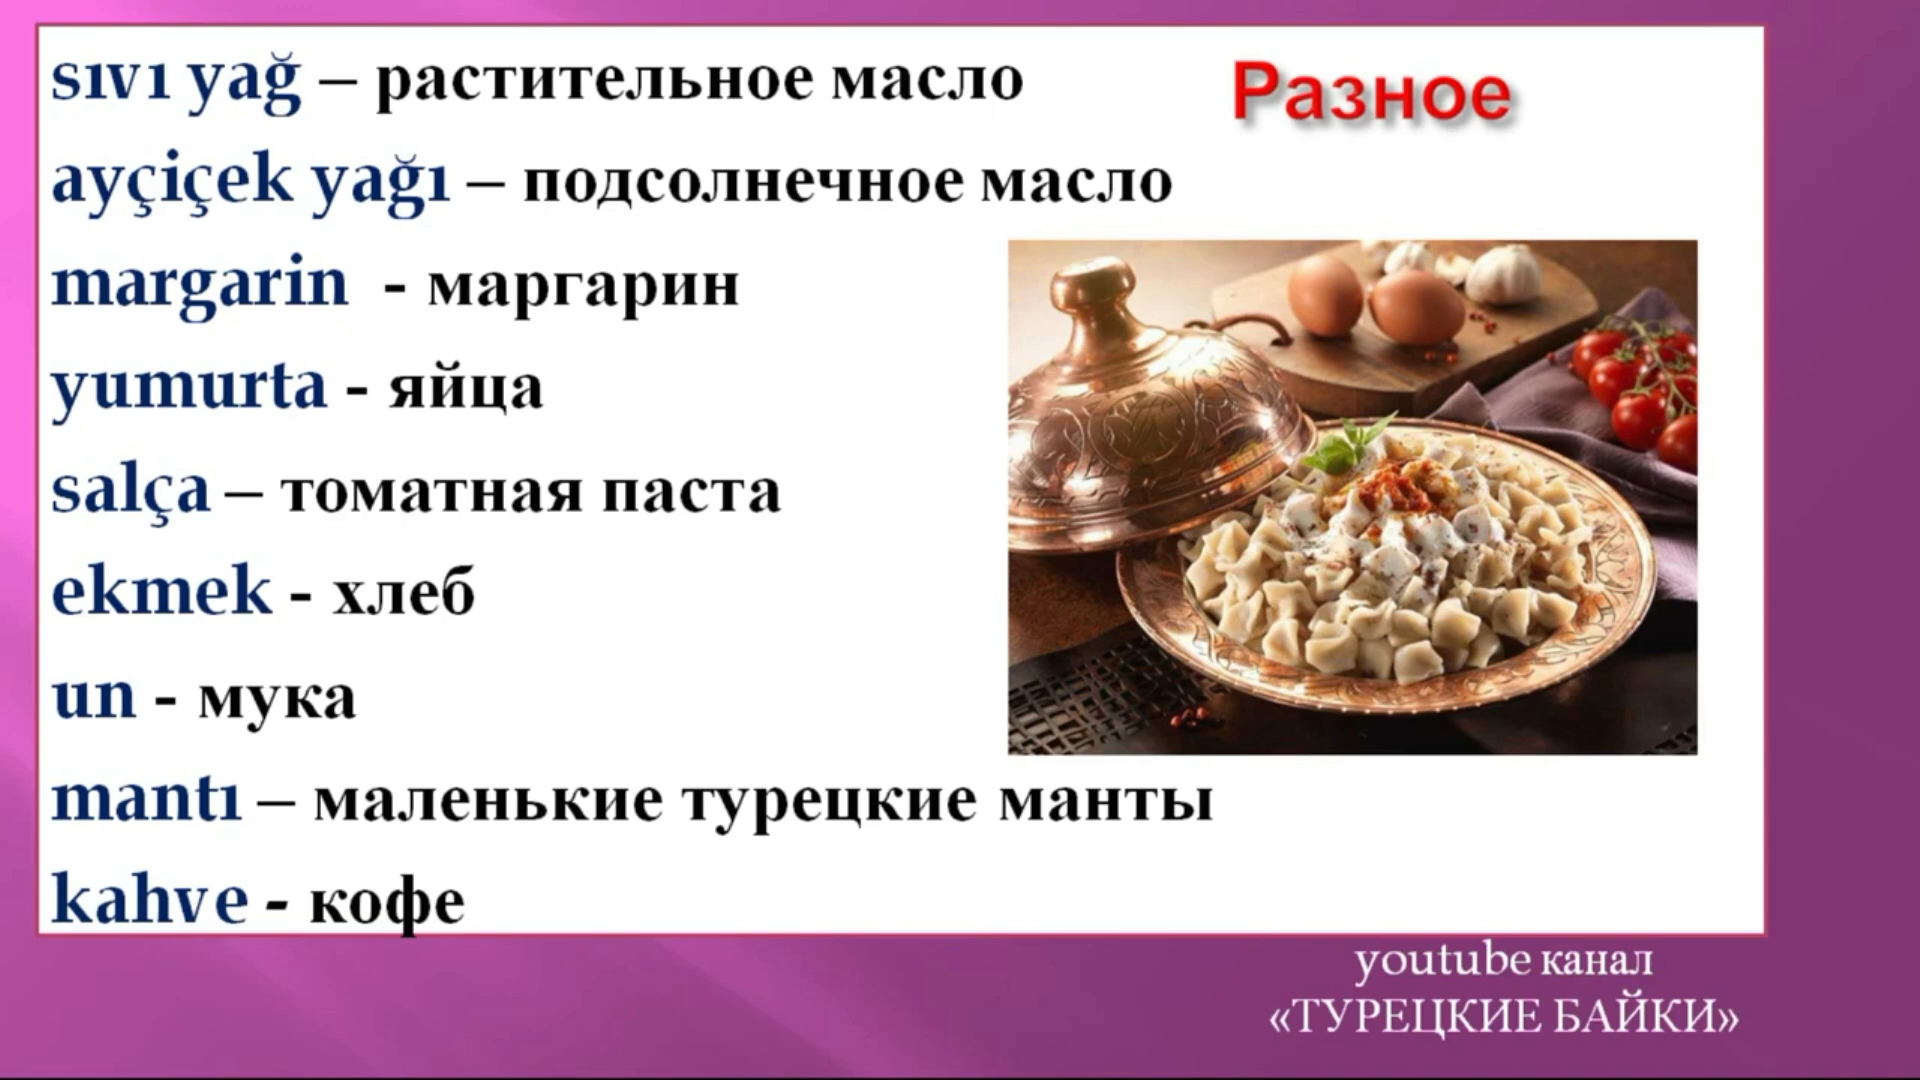 sıvı yağ – растительное масло
Разное
ayçiçek yağı – подсолнечное масло
margarin - маргарин
yumurta - яйца
salça – томатная паста
ekmek - хлеб
un - мука
mantı – маленькие турецкие манты
kahve - кофе
youtube канал
«ТУРЕЦКИЕ БАЙКИ»